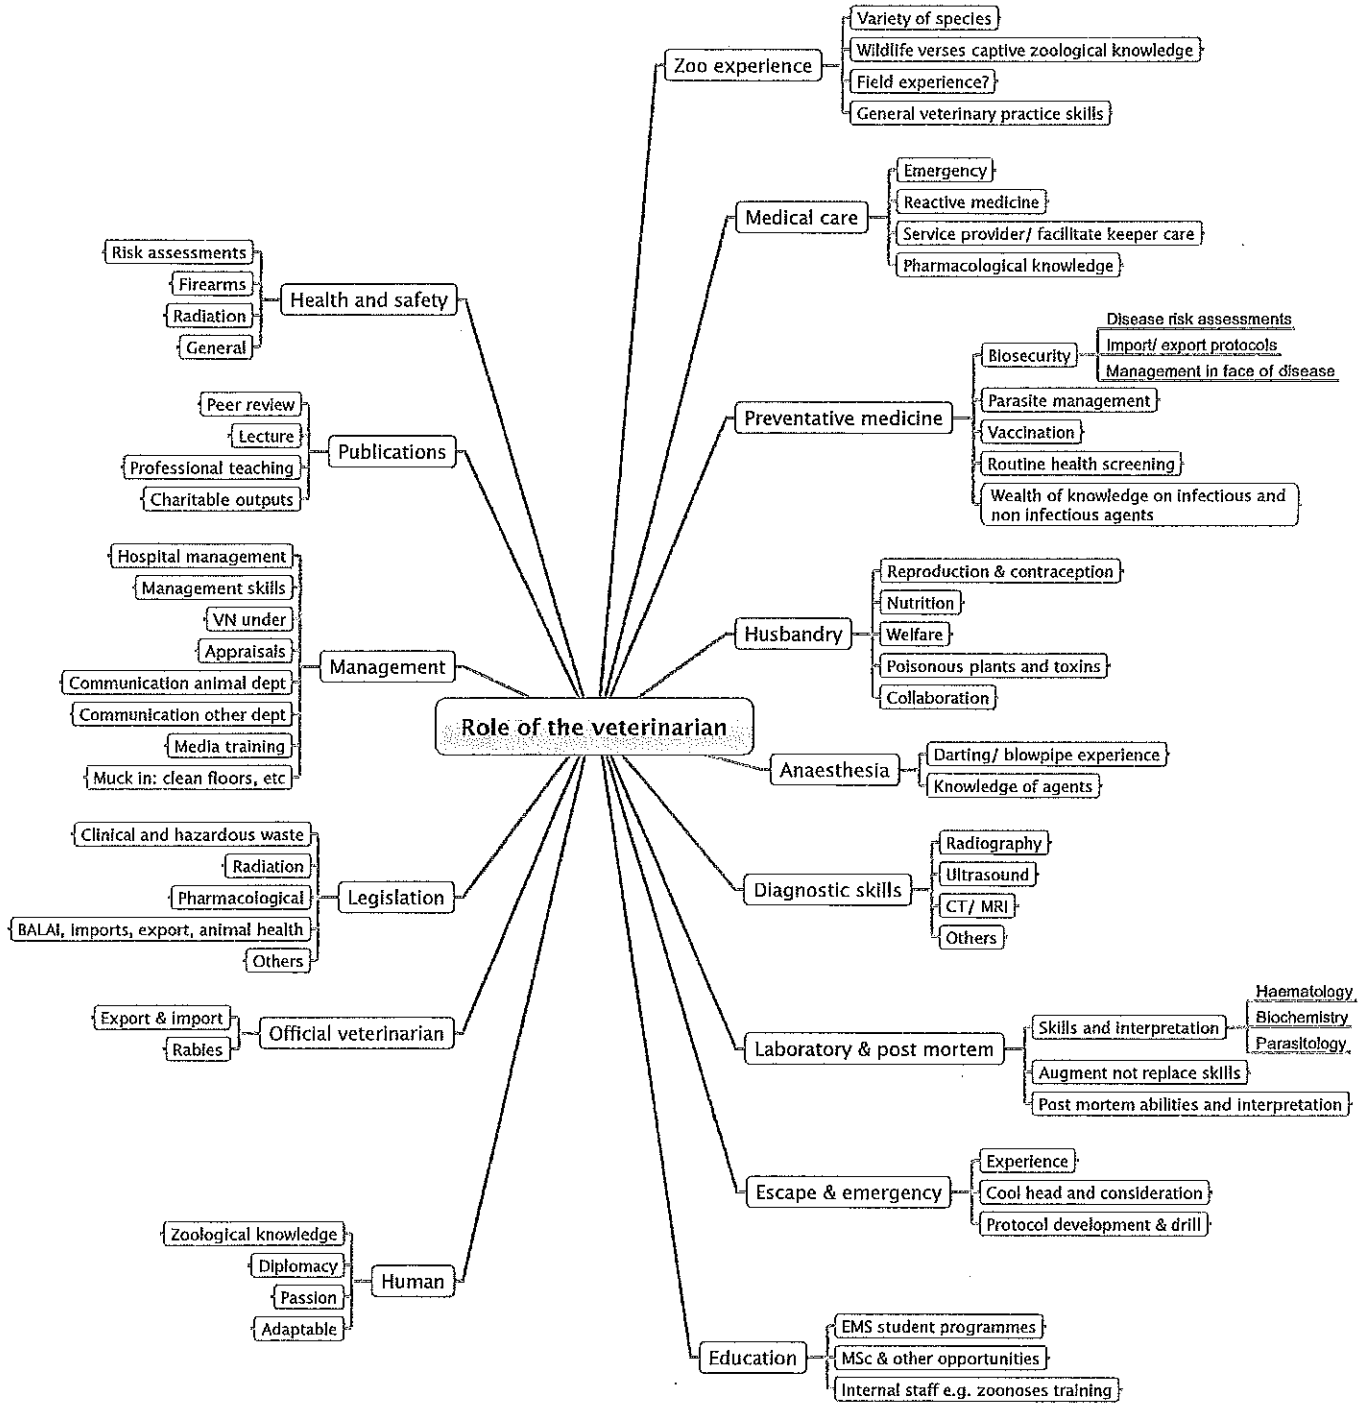 Role of the veterinarian
Zoo experience
Variety of species
Wildlife verses captive zoological knowledge
Field experience?
General veterinary practice skills
Medical care
Emergency
Reactive medicine
Service provider/ facilitate keeper care
Pharmacological knowledge
Preventative medicine
Biosecurity
Disease risk assessments
Import/ export protocols
Management in face of disease
Parasite management
Vaccination
Routine health screening
Wealth of knowledge on infectious and
non infectious agents
Husbandry
Reproduction & contraception
Nutrition
Welfare
Poisonous plants and toxins
Collaboration
Anaesthesia
Darting/ blowpipe experience
Knowledge of agents
Diagnostic skills
Radiography
Ultrasound
CT/ MRI
Others
Laboratory & post mortem
Skills and interpretation
Haematology
Biochemistry
Parasitology
Augment not replace skills
Post mortem abilities and interpretation
Escape & emergency
Experience
Cool head and consideration
Protocol development & drill
Education
EMS student programmes
MSc & other opportunities
Internal staff e.g. zoonoses training
Health and safety
Risk assessments
Firearms
Radiation
General
Publications
Peer review
Lecture
Professional teaching
Charitable outputs
Management
Hospital management
Management skills
VN under
Appraisals
Communication animal dept
Communication other dept
Media training
Muck in: clean floors, etc
Legislation
Clinical and hazardous waste
Radiation
Pharmacological
BALAI, imports, export, animal health
Others
Official veterinarian
Export & import
Rabies
Human
Zoological knowledge
Diplomacy
Passion
Adaptable